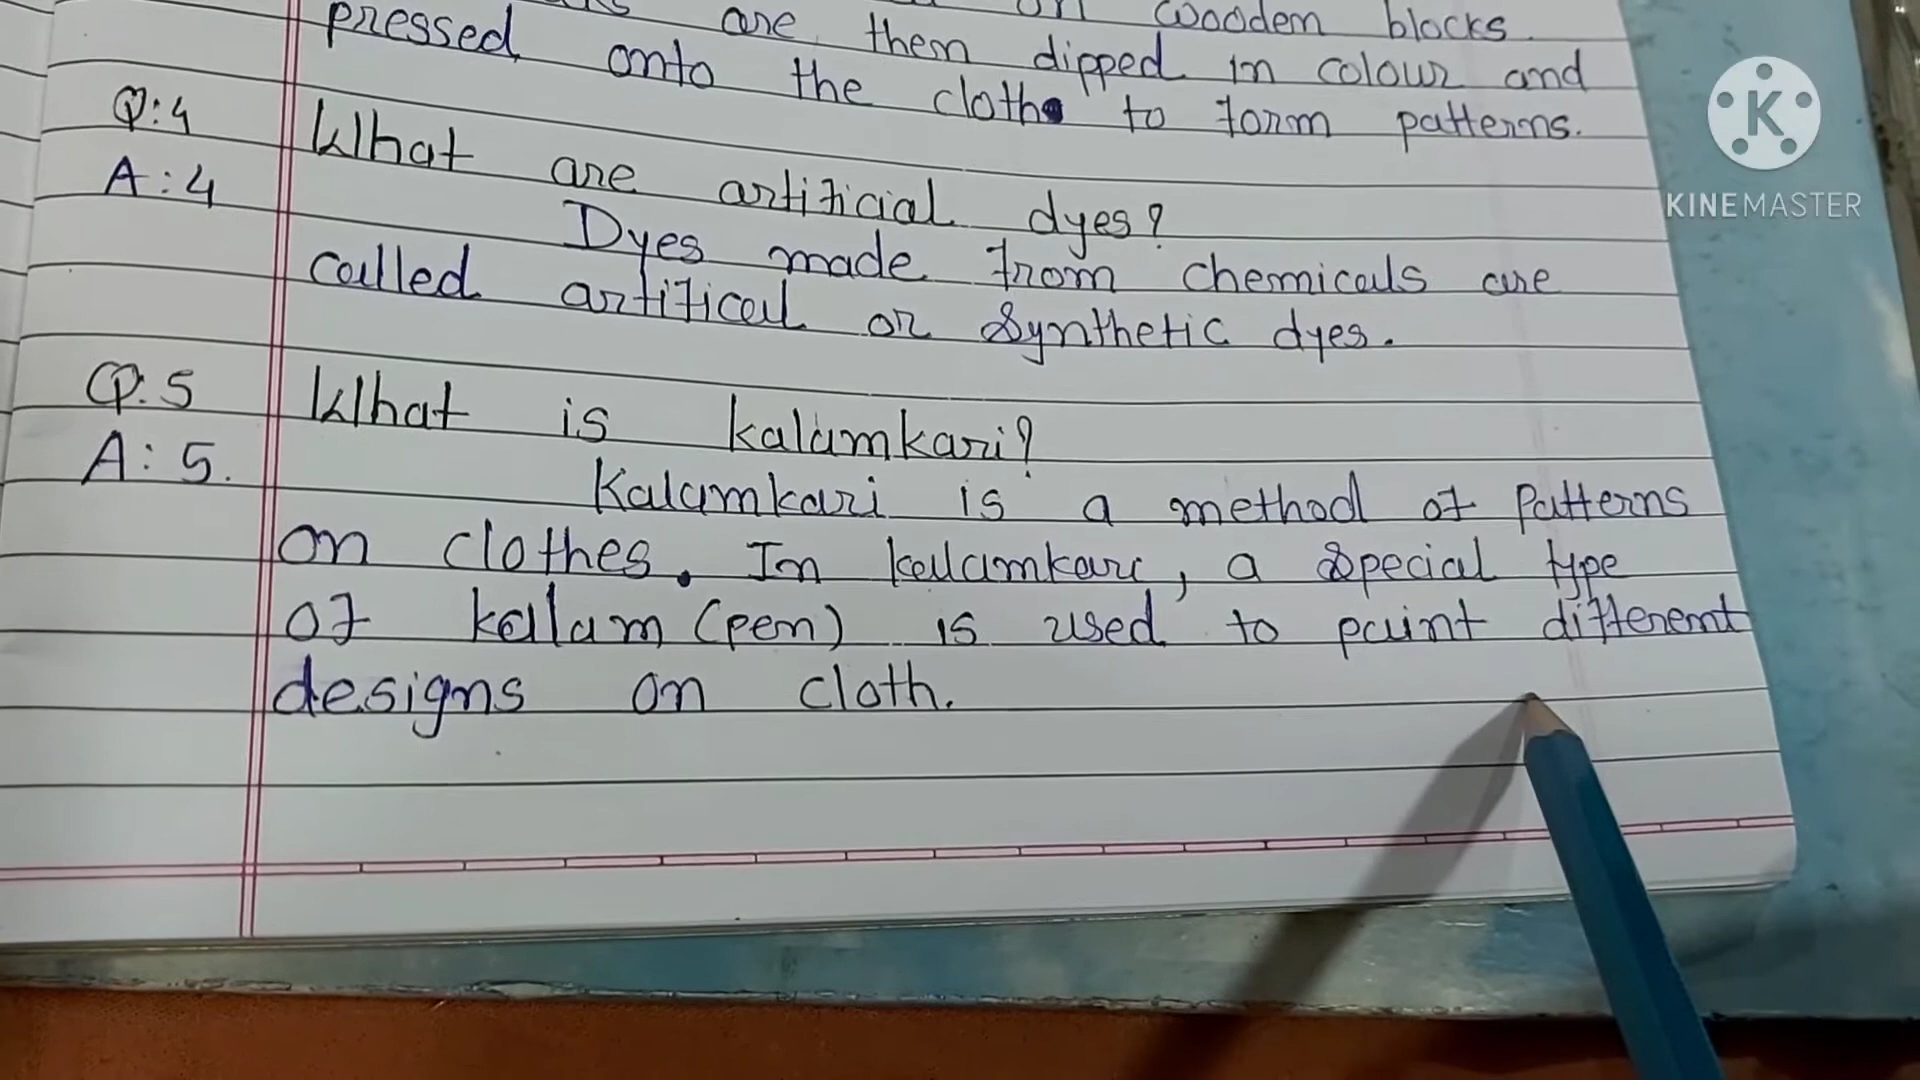 are on wooden blocks.
pressed are them dipped in colour and
onto the cloths to form patterns.
Q:4 What are artificial dyes?
A:4 Dyes made from chemicals are
called artifical or synthetic dyes.
Q.5 What is kalamkari?
A:5. Kalamkari is a method of Patterns
on clothes. In kalamkari, a special type
of kalam (pen) is used to paint different
designs on cloth.
KINEMASTER